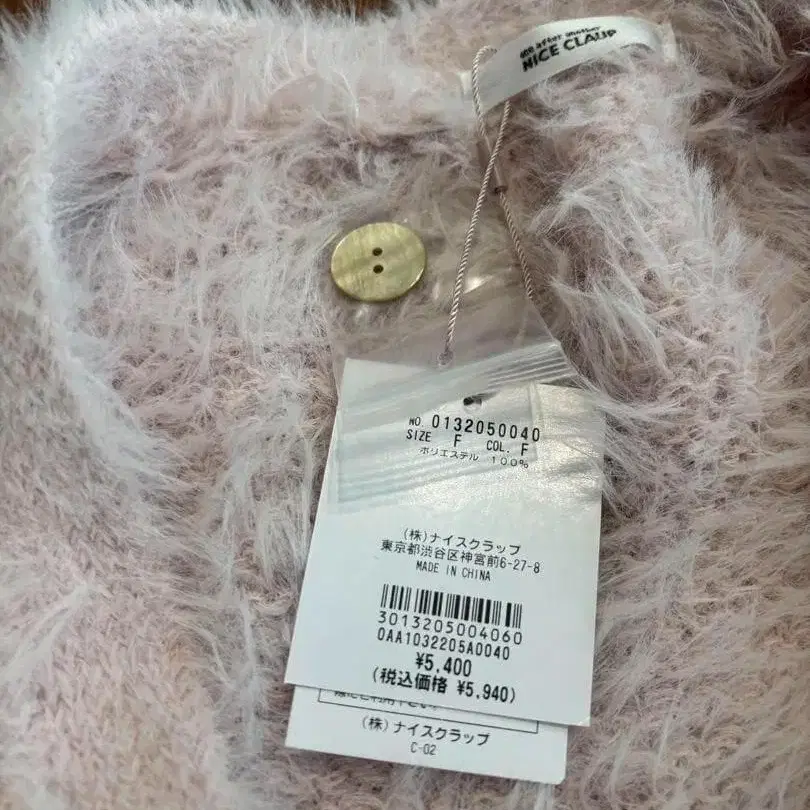 one after another
NICE CLAUP
NO. 0132050040
SIZE F COL. F
ポリエステル 100%
(株)ナイスクラップ
東京都渋谷区神宮前6-27-8
MADE IN CHINA
3013205004060
0AA1032205A0040
¥5,400
(税込価格 ¥5,940)
(株)ナイスクラップ
C-02